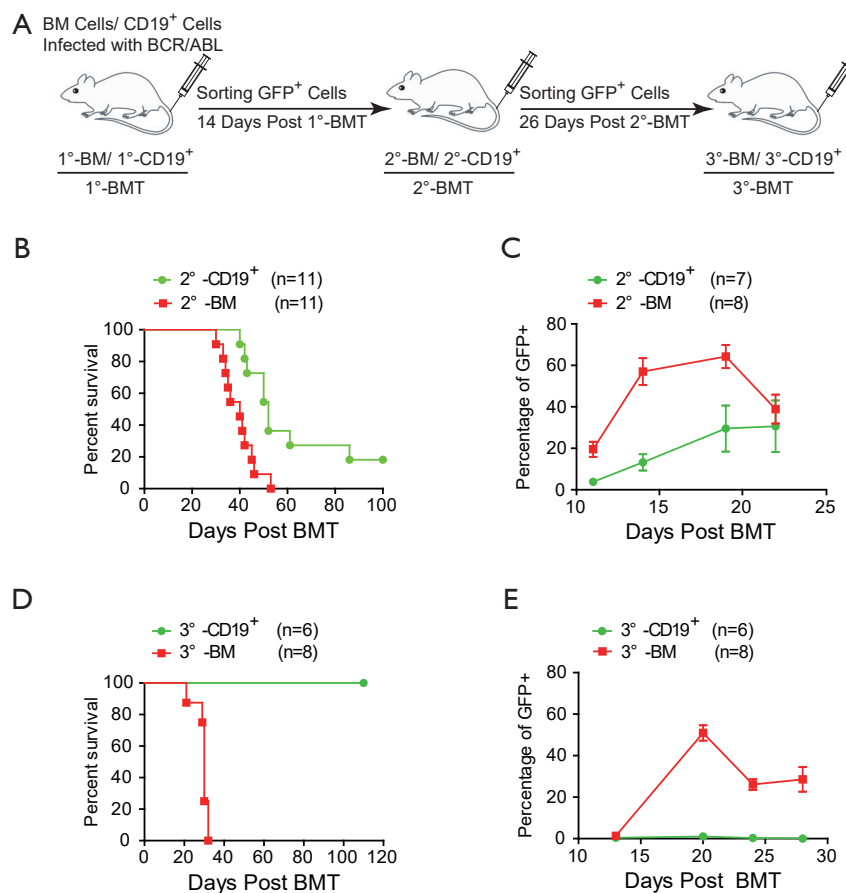 A
BM Cells/ CD19+ Cells
Infected with BCR/ABL
Sorting GFP+ Cells
14 Days Post 1°-BMT
Sorting GFP+ Cells
26 Days Post 2°-BMT
1°-BM/ 1°-CD19+
1°-BMT
2°-BM/ 2°-CD19+
2°-BMT
3°-BM/ 3°-CD19+
3°-BMT
B
2° -CD19+ (n=11)
2° -BM (n=11)
Percent survival
100
80
60
40
20
0
0 20 40 60 80 100
Days Post BMT
C
2° -CD19+ (n=7)
2° -BM (n=8)
Percentage of GFP+
80
60
40
20
0
10 15 20 25
Days Post BMT
D
3° -CD19+ (n=6)
3° -BM (n=8)
Percent survival
100
80
60
40
20
0
0 20 40 60 80 100 120
Days Post BMT
E
3° -CD19+ (n=6)
3° -BM (n=8)
Percentage of GFP+
80
60
40
20
0
10 15 20 25 30
Days Post BMT